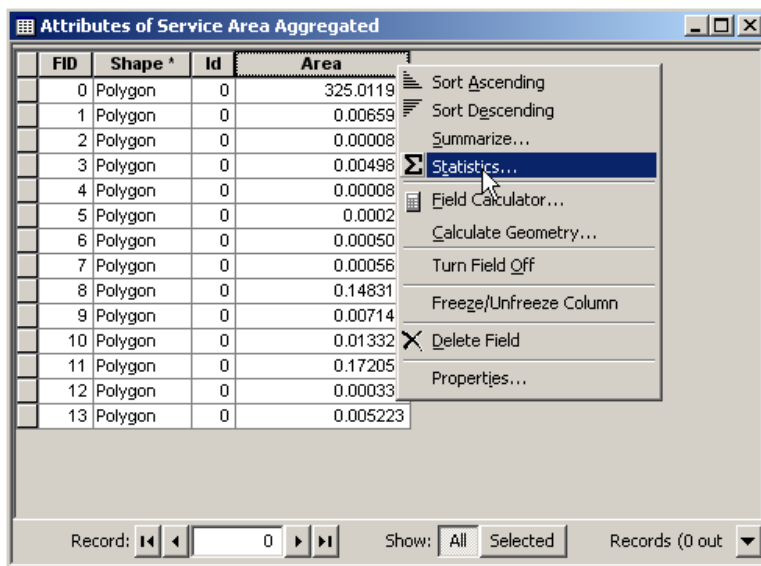 Attributes of Service Area Aggregated
FID Shape * Id Area
0 Polygon 0 325.0119
1 Polygon 0 0.00659
2 Polygon 0 0.00008
3 Polygon 0 0.00498
4 Polygon 0 0.00008
5 Polygon 0 0.0002
6 Polygon 0 0.00050
7 Polygon 0 0.00056
8 Polygon 0 0.14831
9 Polygon 0 0.00714
10 Polygon 0 0.01332
11 Polygon 0 0.17205
12 Polygon 0 0.00033
13 Polygon 0 0.005223
Sort Ascending
Sort Descending
Summarize...
Statistics...
Field Calculator...
Calculate Geometry...
Turn Field Off
Freeze/Unfreeze Column
Delete Field
Properties...
Record: 0 Show: All Selected Records (0 out